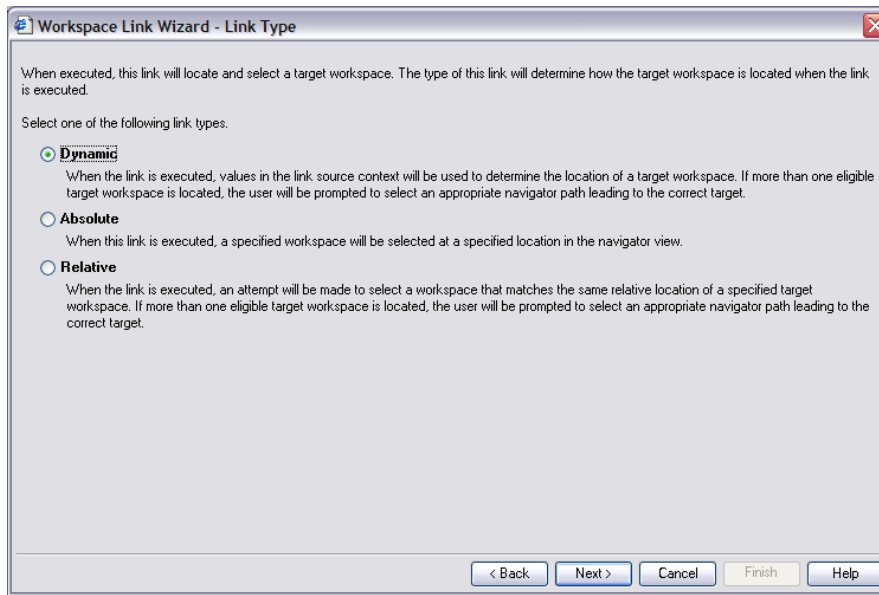 Workspace Link Wizard - Link Type
When executed, this link will locate and select a target workspace. The type of this link will determine how the target workspace is located when the link
is executed.
Select one of the following link types.
Dynamic
When the link is executed, values in the link source context will be used to determine the location of a target workspace. If more than one eligible
target workspace is located, the user will be prompted to select an appropriate navigator path leading to the correct target.
Absolute
When this link is executed, a specified workspace will be selected at a specified location in the navigator view.
Relative
When the link is executed, an attempt will be made to select a workspace that matches the same relative location of a specified target
workspace. If more than one eligible target workspace is located, the user will be prompted to select an appropriate navigator path leading to the
correct target.
< Back Next > Cancel Finish Help